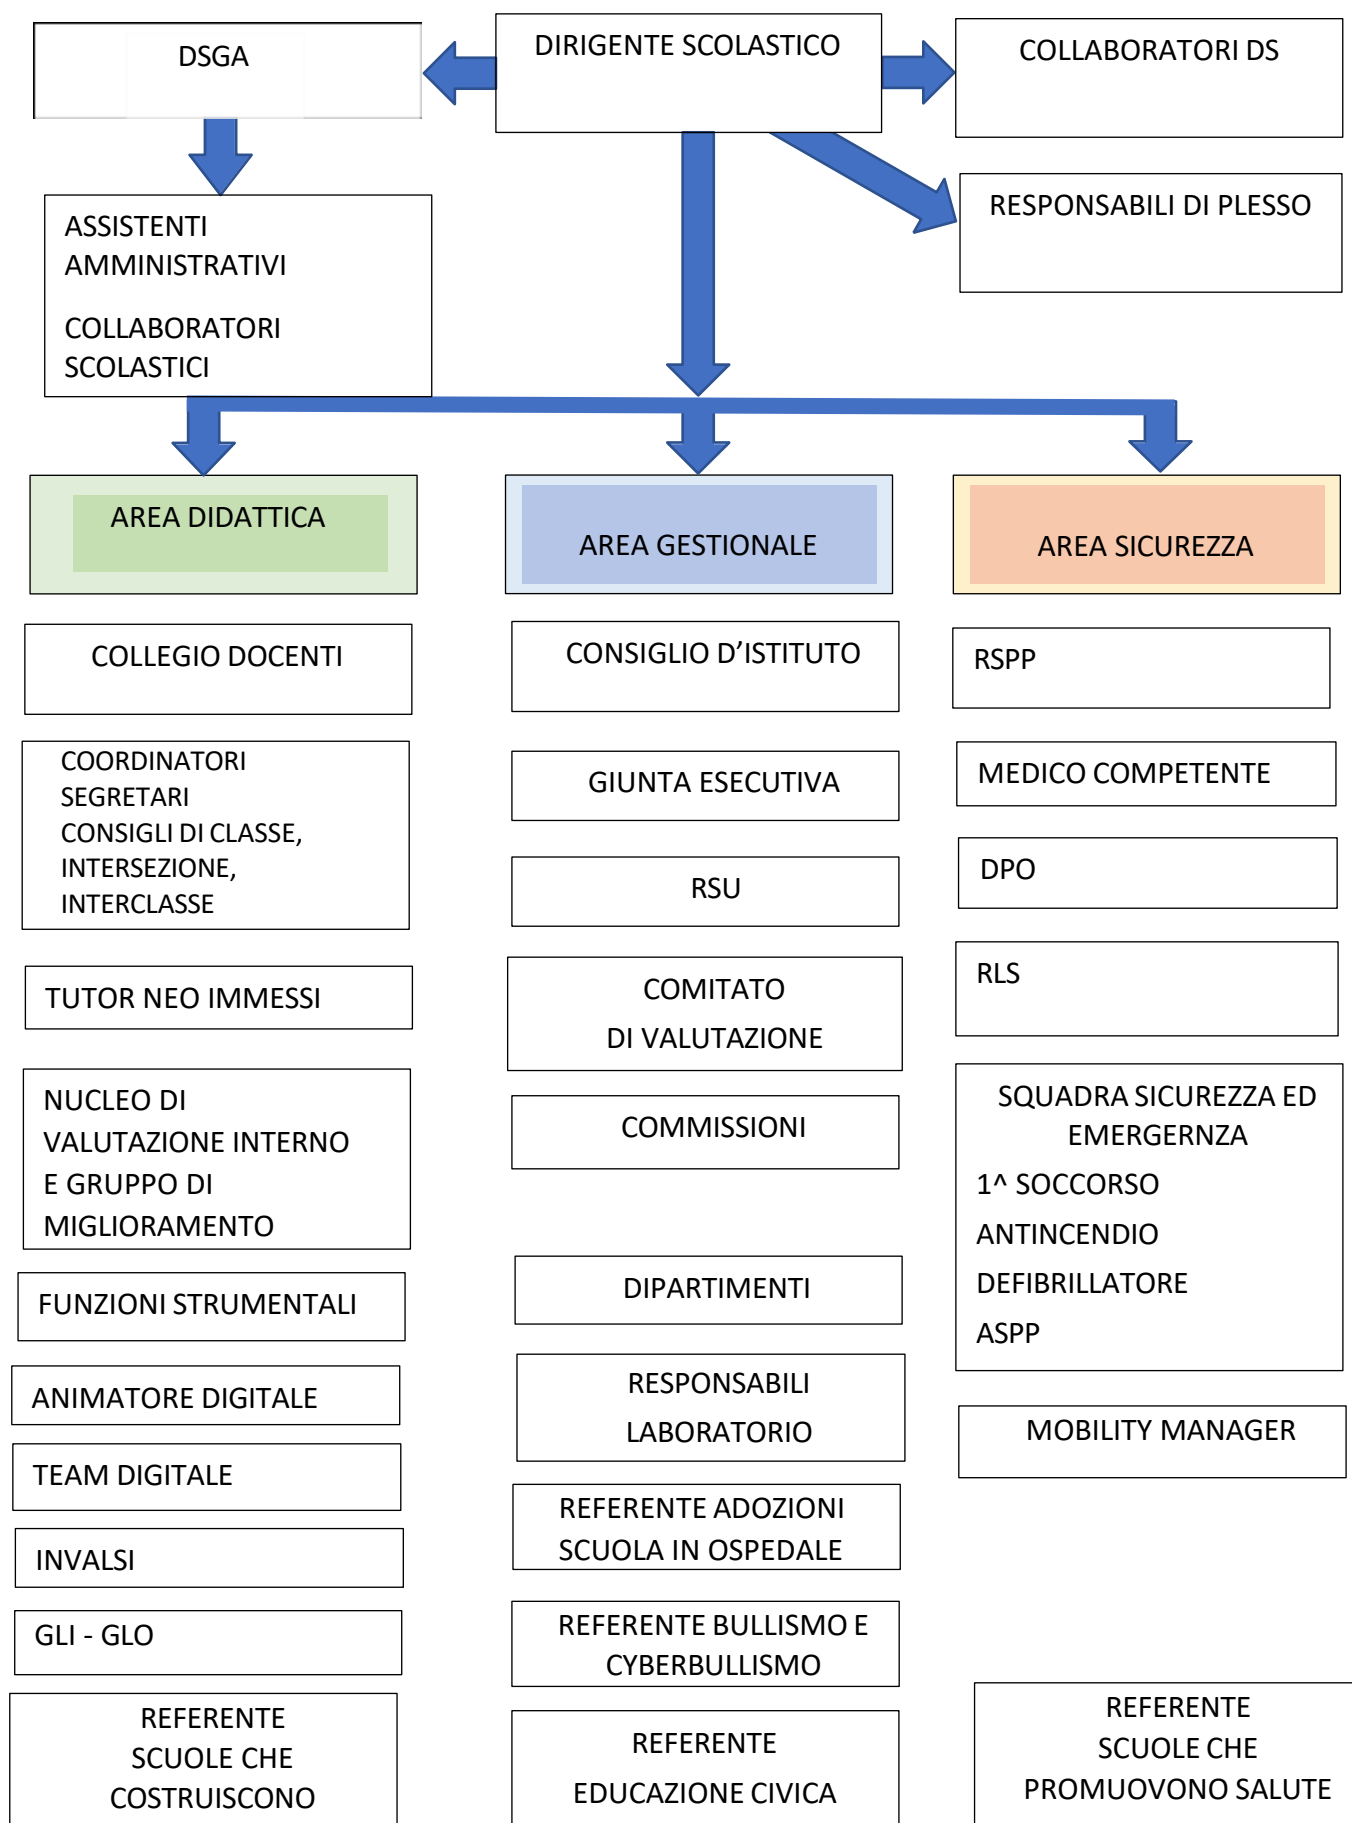 DSGA
DIRIGENTE SCOLASTICO
COLLABORATORI DS
RESPONSABILI DI PLESSO
ASSISTENTI
AMMINISTRATIVI
COLLABORATORI
SCOLASTICI
AREA DIDATTICA
AREA GESTIONALE
AREA SICUREZZA
COLLEGIO DOCENTI
COORDINATORI
SEGRETARI
CONSIGLI DI CLASSE,
INTERSEZIONE,
INTERCLASSE
TUTOR NEO IMMESSI
NUCLEO DI
VALUTAZIONE INTERNO
E GRUPPO DI
MIGLIORAMENTO
FUNZIONI STRUMENTALI
ANIMATORE DIGITALE
TEAM DIGITALE
INVALSI
GLI - GLO
REFERENTE
SCUOLE CHE
COSTRUISCONO
CONSIGLIO D’ISTITUTO
GIUNTA ESECUTIVA
RSU
COMITATO
DI VALUTAZIONE
COMMISSIONI
DIPARTIMENTI
RESPONSABILI
LABORATORIO
REFERENTE ADOZIONI
SCUOLA IN OSPEDALE
REFERENTE BULLISMO E
CYBERBULLISMO
REFERENTE
EDUCAZIONE CIVICA
RSPP
MEDICO COMPETENTE
DPO
RLS
SQUADRA SICUREZZA ED
EMERGERNZA
1^ SOCCORSO
ANTINCENDIO
DEFIBRILLATORE
ASPP
MOBILITY MANAGER
REFERENTE
SCUOLE CHE
PROMUOVONO SALUTE